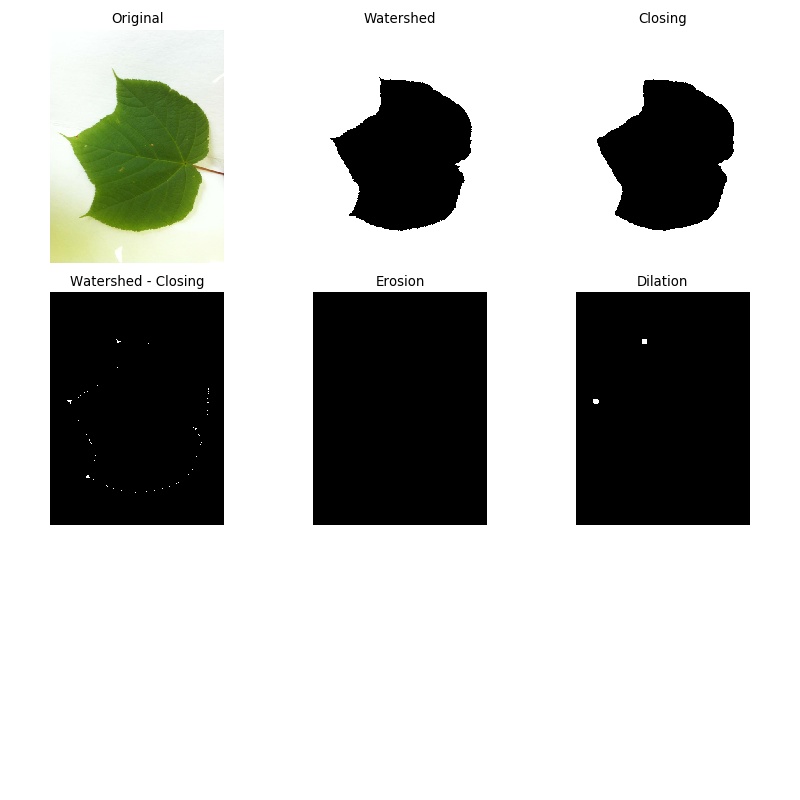 Original
Watershed
Closing
Watershed - Closing
Erosion
Dilation